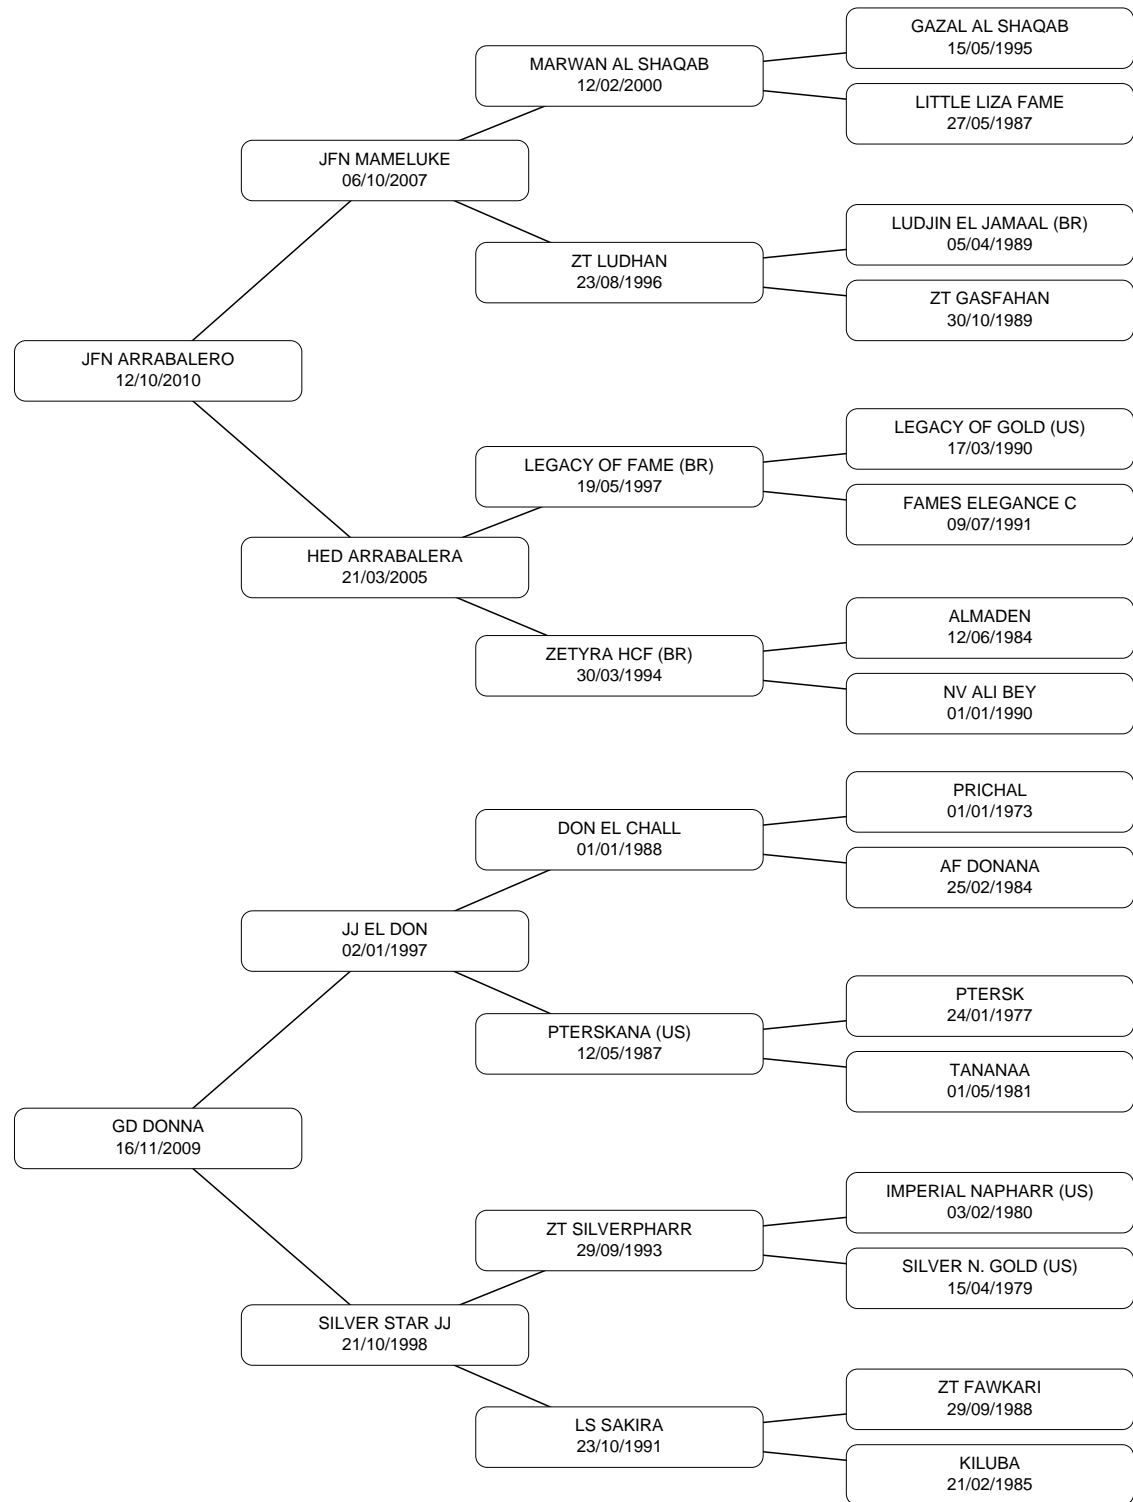 GAZAL AL SHAQAB
15/05/1995
MARWAN AL SHAQAB
12/02/2000
LITTLE LIZA FAME
27/05/1987
JFN MAMELUKE
06/10/2007
LUDJIN EL JAMAAL (BR)
05/04/1989
ZT LUDHAN
23/08/1996
ZT GASFAHAN
30/10/1989
JFN ARRABALERO
12/10/2010
LEGACY OF GOLD (US)
17/03/1990
LEGACY OF FAME (BR)
19/05/1997
FAMES ELEGANCE C
09/07/1991
HED ARRABALERA
21/03/2005
ALMADEN
12/06/1984
ZETYRA HCF (BR)
30/03/1994
NV ALI BEY
01/01/1990
PRICHAL
01/01/1973
DON EL CHALL
01/01/1988
AF DONANA
25/02/1984
JJ EL DON
02/01/1997
PTERSK
24/01/1977
PTERSKANA (US)
12/05/1987
TANANAA
01/05/1981
GD DONNA
16/11/2009
IMPERIAL NAPHARR (US)
03/02/1980
ZT SILVERPHARR
29/09/1993
SILVER N. GOLD (US)
15/04/1979
SILVER STAR JJ
21/10/1998
ZT FAWKARI
29/09/1988
LS SAKIRA
23/10/1991
KILUBA
21/02/1985